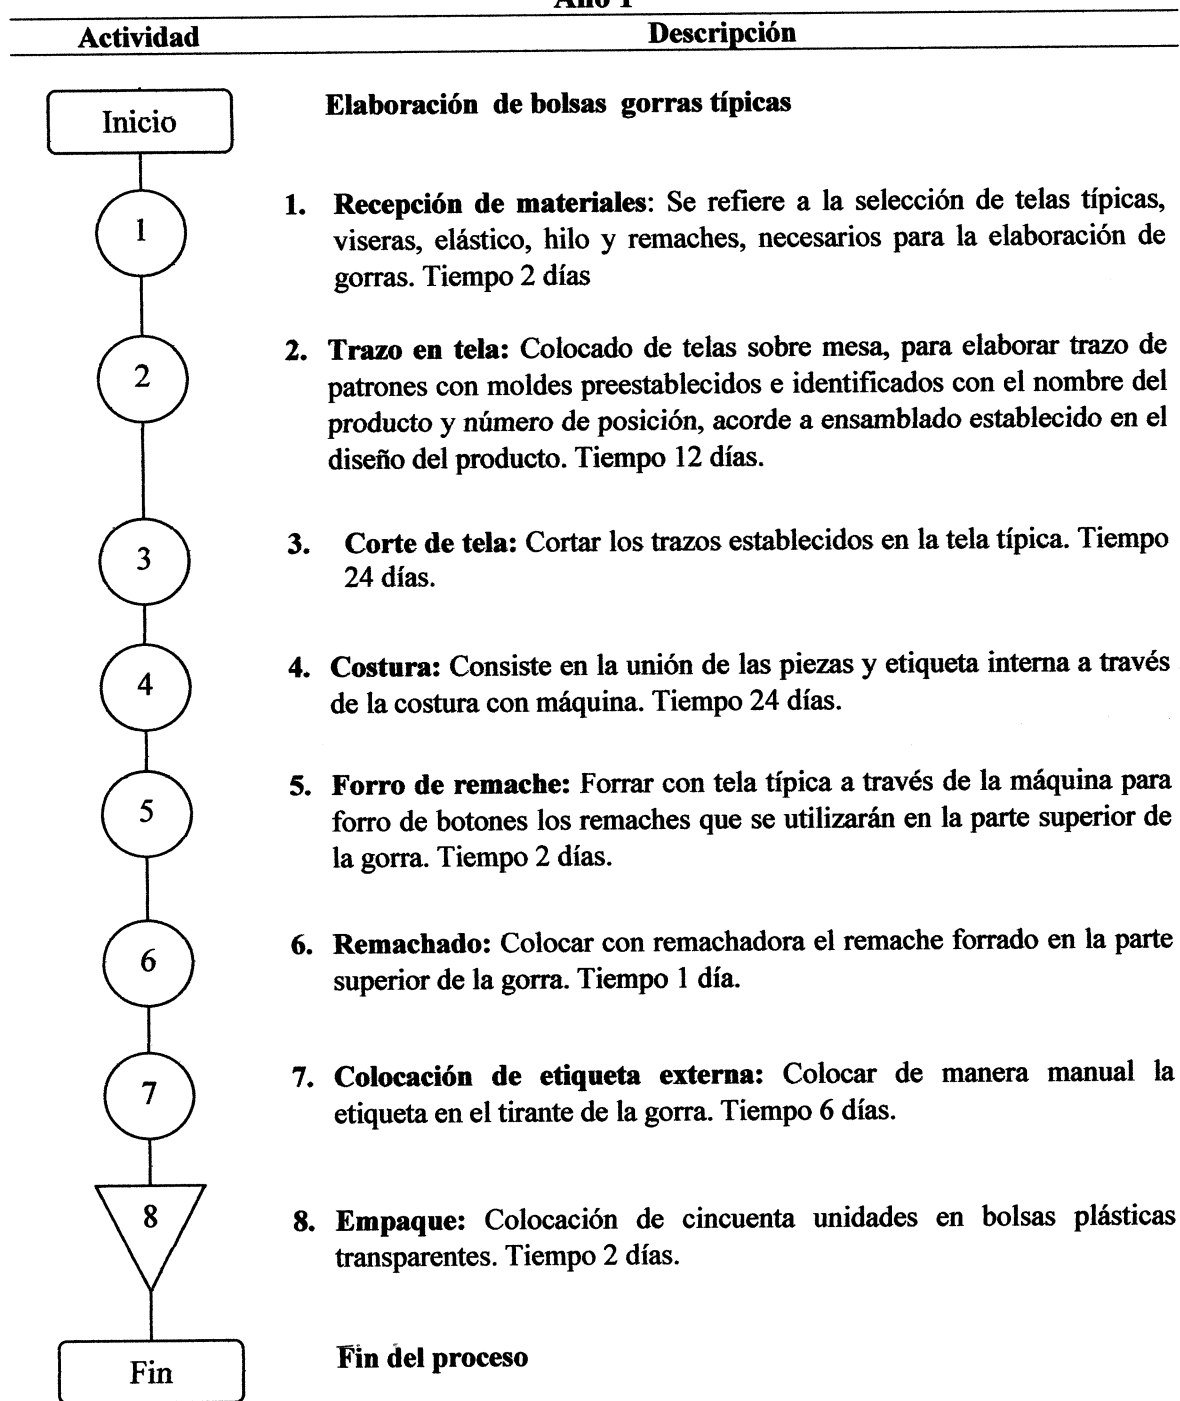 Año 1
Actividad Descripción
Inicio
Elaboración de bolsas gorras típicas
1
1. Recepción de materiales: Se refiere a la selección de telas típicas,
viseras, elástico, hilo y remaches, necesarios para la elaboración de
gorras. Tiempo 2 días
2
2. Trazo en tela: Colocado de telas sobre mesa, para elaborar trazo de
patrones con moldes preestablecidos e identificados con el nombre del
producto y número de posición, acorde a ensamblado establecido en el
diseño del producto. Tiempo 12 días.
3
3. Corte de tela: Cortar los trazos establecidos en la tela típica. Tiempo
24 días.
4
4. Costura: Consiste en la unión de las piezas y etiqueta interna a través
de la costura con máquina. Tiempo 24 días.
5
5. Forro de remache: Forrar con tela típica a través de la máquina para
forro de botones los remaches que se utilizarán en la parte superior de
la gorra. Tiempo 2 días.
6
6. Remachado: Colocar con remachadora el remache forrado en la parte
superior de la gorra. Tiempo 1 día.
7
7. Colocación de etiqueta externa: Colocar de manera manual la
etiqueta en el tirante de la gorra. Tiempo 6 días.
8
8. Empaque: Colocación de cincuenta unidades en bolsas plásticas
transparentes. Tiempo 2 días.
Fin
Fin del proceso